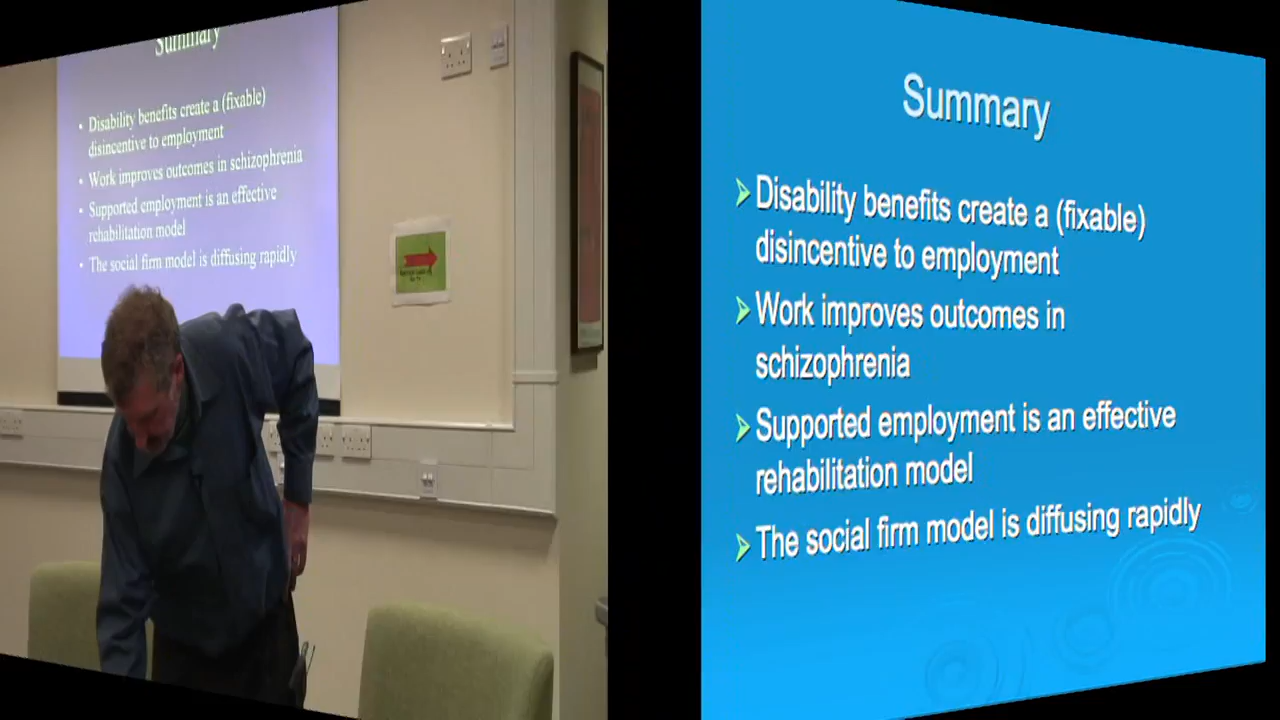 Summary
• Disability benefits create a (fixable)
disincentive to employment
• Work improves outcomes in schizophrenia
• Supported employment is an effective
rehabilitation model
• The social firm model is diffusing rapidly
Summary
Disability benefits create a (fixable)
disincentive to employment
Work improves outcomes in
schizophrenia
Supported employment is an effective
rehabilitation model
The social firm model is diffusing rapidly